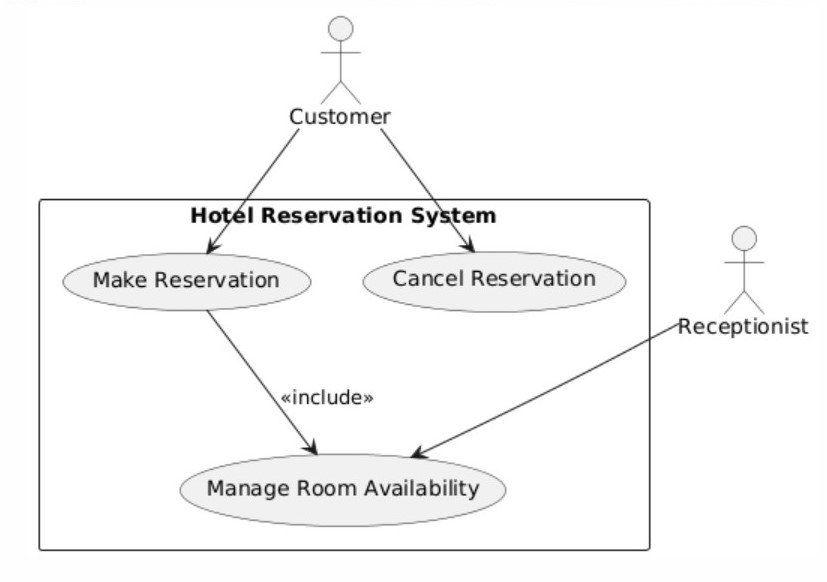 Customer
Hotel Reservation System
Make Reservation
Cancel Reservation
Receptionist
«include»
Manage Room Availability